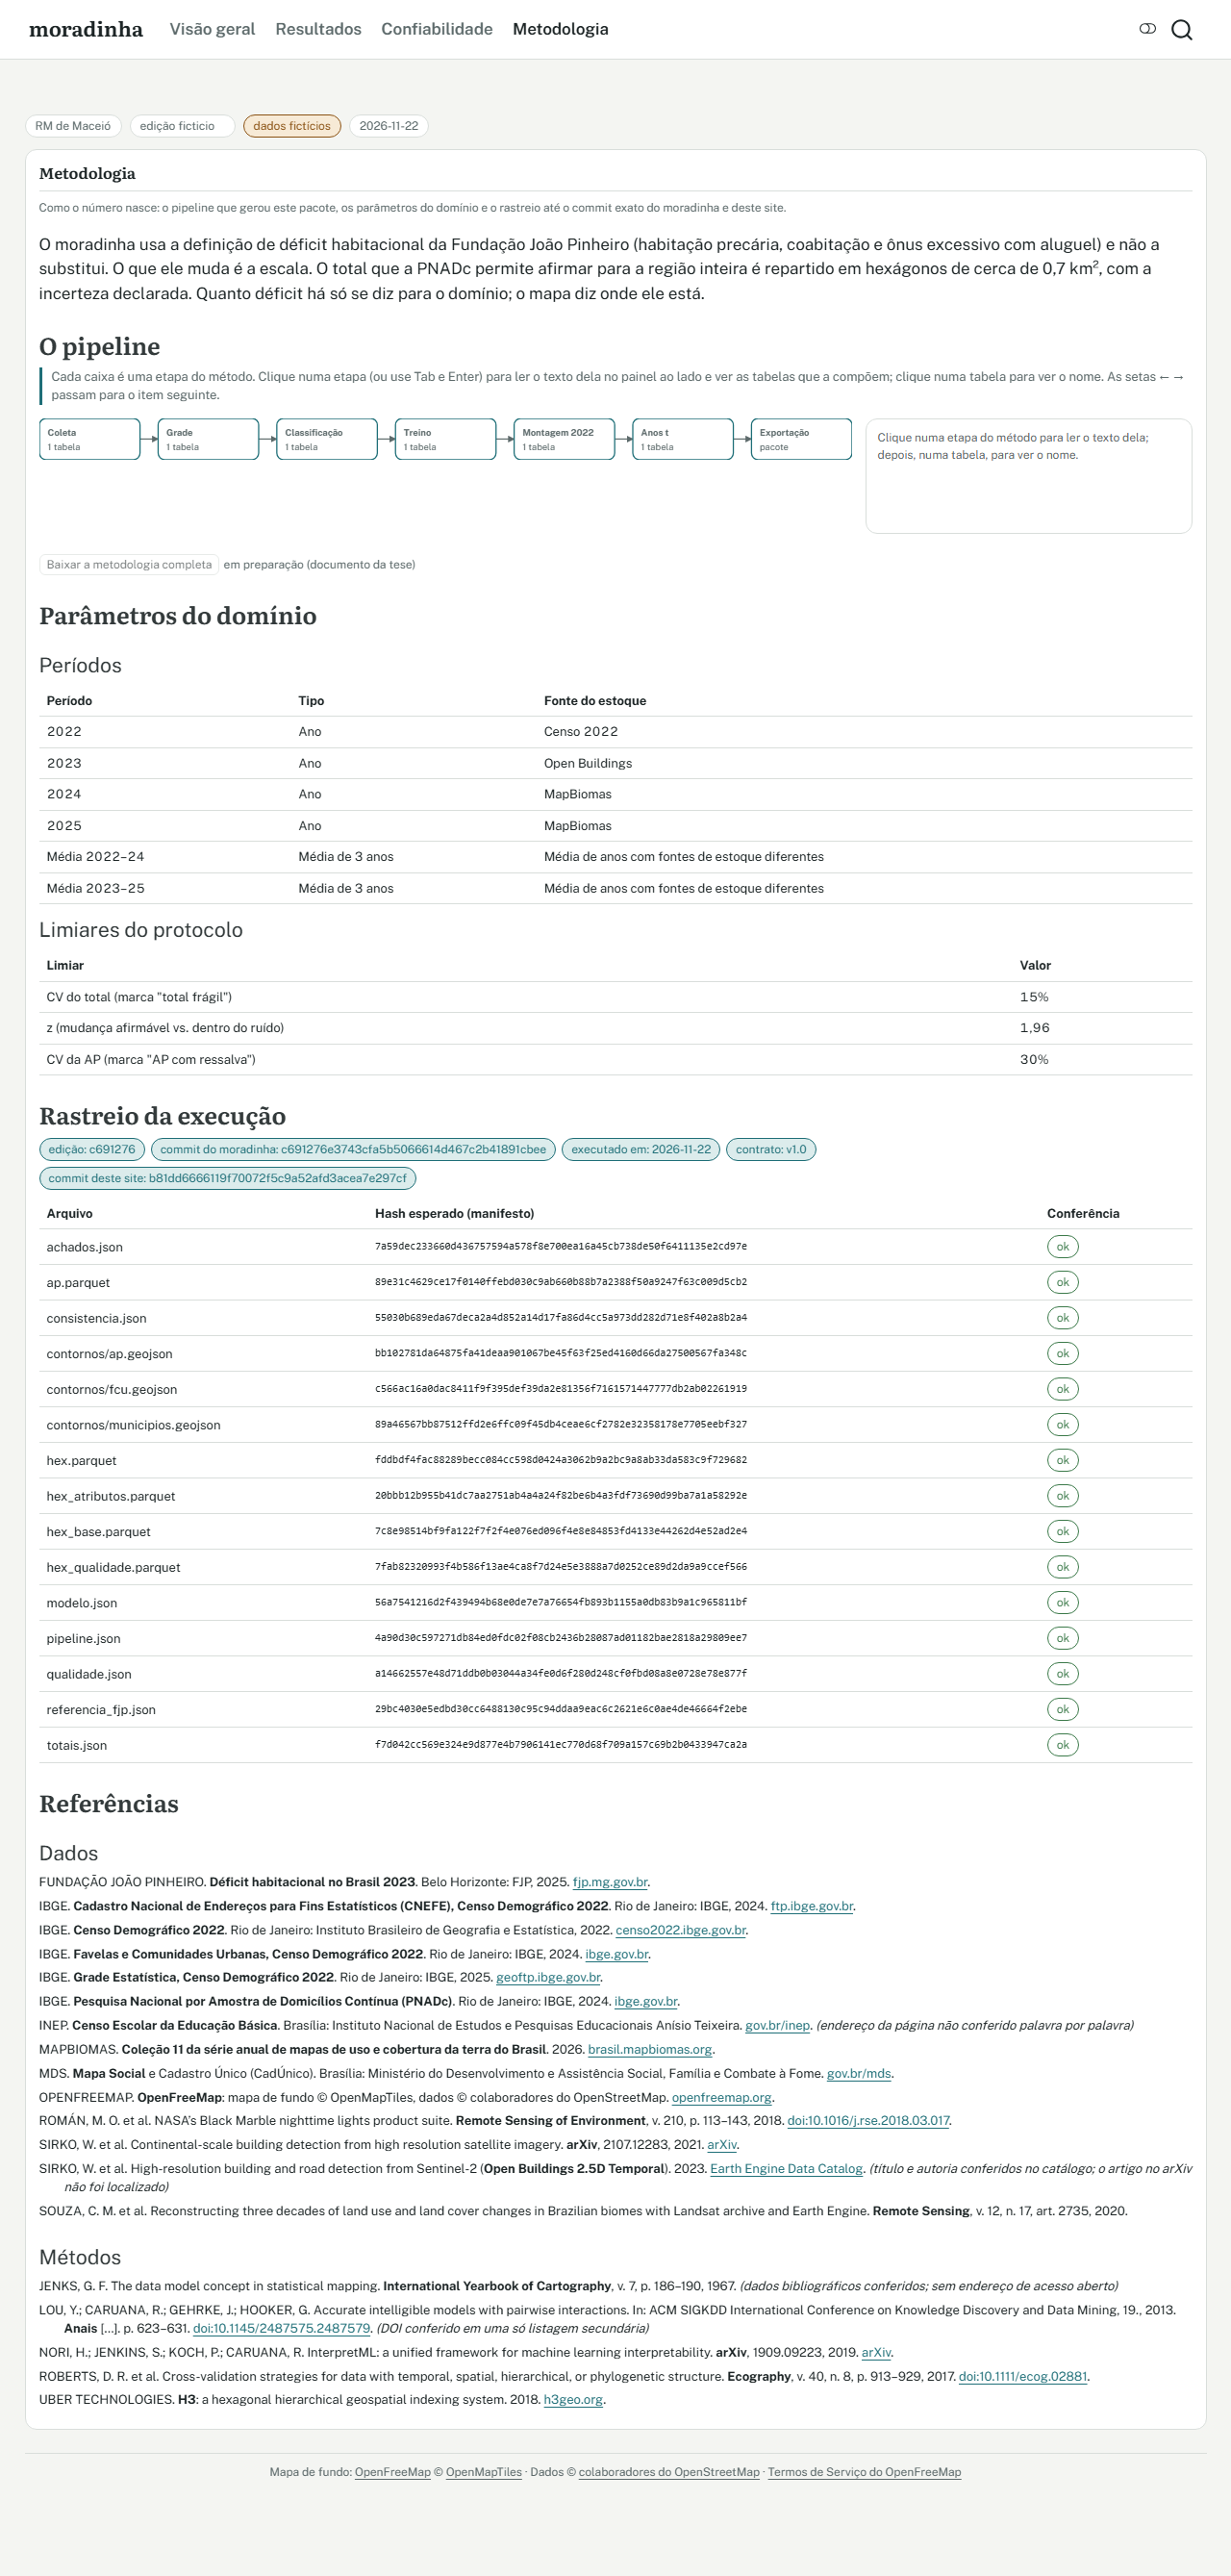 moradinha Visão geral Resultados Confiabilidade Metodologia
RM de Maceió edição ficticio dados fictícios 2026-11-22
Metodologia
Como o número nasce: o pipeline que gerou este pacote, os parâmetros do domínio e o rastreio até o commit exato do moradinha e deste site.
O moradinha usa a definição de déficit habitacional da Fundação João Pinheiro (habitação precária, coabitação e ônus excessivo com aluguel) e não a
substitui. O que ele muda é a escala. O total que a PNADc permite afirmar para a região inteira é repartido em hexágonos de cerca de 0,7 km², com a
incerteza declarada. Quanto déficit há só se diz para o domínio; o mapa diz onde ele está.
O pipeline
Cada caixa é uma etapa do método. Clique numa etapa (ou use Tab e Enter) para ler o texto dela no painel ao lado e ver as tabelas que a compõem; clique numa tabela para ver o nome. As setas ← →
passam para o item seguinte.
Coleta Grade Classificação Treino Montagem 2022 Anos t Exportação
1 tabela 1 tabela 1 tabela 1 tabela 1 tabela 1 tabela pacote
Clique numa etapa do método para ler o texto dela;
depois, numa tabela, para ver o nome.
Baixar a metodologia completa em preparação (documento da tese)
Parâmetros do domínio
Períodos
Período Tipo Fonte do estoque
2022 Ano Censo 2022
2023 Ano Open Buildings
2024 Ano MapBiomas
2025 Ano MapBiomas
Média 2022–24 Média de 3 anos Média de anos com fontes de estoque diferentes
Média 2023–25 Média de 3 anos Média de anos com fontes de estoque diferentes
Limiares do protocolo
Limiar Valor
CV do total (marca "total frágil") 15%
z (mudança afirmável vs. dentro do ruído) 1,96
CV da AP (marca "AP com ressalva") 30%
Rastreio da execução
edição: c691276 commit do moradinha: c691276e3743cfa5b5066614d467c2b41891cbee executado em: 2026-11-22 contrato: v1.0
commit deste site: b81dd6666119f70072f5c9a52afd3acea7e297cf
Arquivo Hash esperado (manifesto) Conferência
achados.json 7a59dec233660d436757594a578f8e700ea16a45cb738de50f6411135e2cd97e ok
ap.parquet 89e31c4629ce17f0140ffebd030c9ab660b88b7a2388f50a9247f63c009d5cb2 ok
consistencia.json 55030b689eda67deca2a4d852a14d17fa86d4cc5a973dd282d71e8f402a8b2a4 ok
contornos/ap.geojson bb102781da64875fa41deaa901067be45f63f25ed4160d66da27500567fa348c ok
contornos/fcu.geojson c566ac16a0dac8411f9f395def39da2e81356f7161571447777db2ab02261919 ok
contornos/municipios.geojson 89a46567bb87512ffd2e6ffc09f45db4ceae6cf2782e32358178e7705eebf327 ok
hex.parquet fddbdf4fac88289becc084cc598d0424a3062b9a2bc9a8ab33da583c9f729682 ok
hex_atributos.parquet 20bbb12b955b41dc7aa2751ab4a4a24f82be6b4a3fdf73690d99ba7a1a58292e ok
hex_base.parquet 7c8e98514bf9fa122f7f2f4e076ed096f4e8e84853fd4133e44262d4e52ad2e4 ok
hex_qualidade.parquet 7fab82320993f4b586f13ae4ca8f7d24e5e3888a7d0252ce89d2da9a9ccef566 ok
modelo.json 56a7541216d2f439494b68e0de7e7a76654fb893b1155a0db83b9a1c965811bf ok
pipeline.json 4a90d30c597271db84ed0fdc02f08cb2436b28087ad01182bae2818a29809ee7 ok
qualidade.json a14662557e48d71ddb0b03044a34fe0d6f280d248cf0fbd08a8e0728e78e877f ok
referencia_fjp.json 29bc4030e5edbd30cc6488130c95c94ddaa9eac6c2621e6c0ae4de46664f2ebe ok
totais.json f7d042cc569e324e9d877e4b7906141ec770d68f709a157c69b2b0433947ca2a ok
Referências
Dados
FUNDAÇÃO JOÃO PINHEIRO. Déficit habitacional no Brasil 2023. Belo Horizonte: FJP, 2025. fjp.mg.gov.br.
IBGE. Cadastro Nacional de Endereços para Fins Estatísticos (CNEFE), Censo Demográfico 2022. Rio de Janeiro: IBGE, 2024. ftp.ibge.gov.br.
IBGE. Censo Demográfico 2022. Rio de Janeiro: Instituto Brasileiro de Geografia e Estatística, 2022. censo2022.ibge.gov.br.
IBGE. Favelas e Comunidades Urbanas, Censo Demográfico 2022. Rio de Janeiro: IBGE, 2024. ibge.gov.br.
IBGE. Grade Estatística, Censo Demográfico 2022. Rio de Janeiro: IBGE, 2025. geoftp.ibge.gov.br.
IBGE. Pesquisa Nacional por Amostra de Domicílios Contínua (PNADc). Rio de Janeiro: IBGE, 2024. ibge.gov.br.
INEP. Censo Escolar da Educação Básica. Brasília: Instituto Nacional de Estudos e Pesquisas Educacionais Anísio Teixeira. gov.br/inep. (endereço da página não conferido palavra por palavra)
MAPBIOMAS. Coleção 11 da série anual de mapas de uso e cobertura da terra do Brasil. 2026. brasil.mapbiomas.org.
MDS. Mapa Social e Cadastro Único (CadÚnico). Brasília: Ministério do Desenvolvimento e Assistência Social, Família e Combate à Fome. gov.br/mds.
OPENFREEMAP. OpenFreeMap: mapa de fundo © OpenMapTiles, dados © colaboradores do OpenStreetMap. openfreemap.org.
ROMÁN, M. O. et al. NASA's Black Marble nighttime lights product suite. Remote Sensing of Environment, v. 210, p. 113–143, 2018. doi:10.1016/j.rse.2018.03.017.
SIRKO, W. et al. Continental-scale building detection from high resolution satellite imagery. arXiv, 2107.12283, 2021. arXiv.
SIRKO, W. et al. High-resolution building and road detection from Sentinel-2 (Open Buildings 2.5D Temporal). 2023. Earth Engine Data Catalog. (título e autoria conferidos no catálogo; o artigo no arXiv
não foi localizado)
SOUZA, C. M. et al. Reconstructing three decades of land use and land cover changes in Brazilian biomes with Landsat archive and Earth Engine. Remote Sensing, v. 12, n. 17, art. 2735, 2020.
Métodos
JENKS, G. F. The data model concept in statistical mapping. International Yearbook of Cartography, v. 7, p. 186–190, 1967. (dados bibliográficos conferidos; sem endereço de acesso aberto)
LOU, Y.; CARUANA, R.; GEHRKE, J.; HOOKER, G. Accurate intelligible models with pairwise interactions. In: ACM SIGKDD International Conference on Knowledge Discovery and Data Mining, 19., 2013.
Anais [...]. p. 623–631. doi:10.1145/2487575.2487579. (DOI conferido em uma só listagem secundária)
NORI, H.; JENKINS, S.; KOCH, P.; CARUANA, R. InterpretML: a unified framework for machine learning interpretability. arXiv, 1909.09223, 2019. arXiv.
ROBERTS, D. R. et al. Cross-validation strategies for data with temporal, spatial, hierarchical, or phylogenetic structure. Ecography, v. 40, n. 8, p. 913–929, 2017. doi:10.1111/ecog.02881.
UBER TECHNOLOGIES. H3: a hexagonal hierarchical geospatial indexing system. 2018. h3geo.org.
Mapa de fundo: OpenFreeMap © OpenMapTiles · Dados © colaboradores do OpenStreetMap · Termos de Serviço do OpenFreeMap